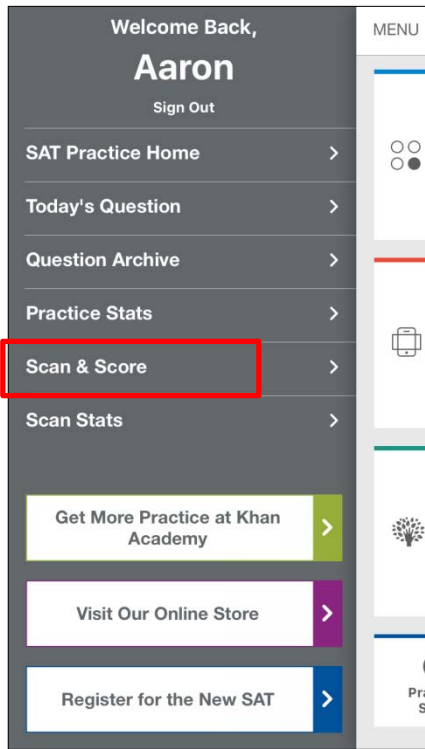 Welcome Back,
Aaron
Sign Out
SAT Practice Home
Today's Question
Question Archive
Practice Stats
Scan & Score
Scan Stats
Get More Practice at Khan
Academy
Visit Our Online Store
Register for the New SAT
MENU